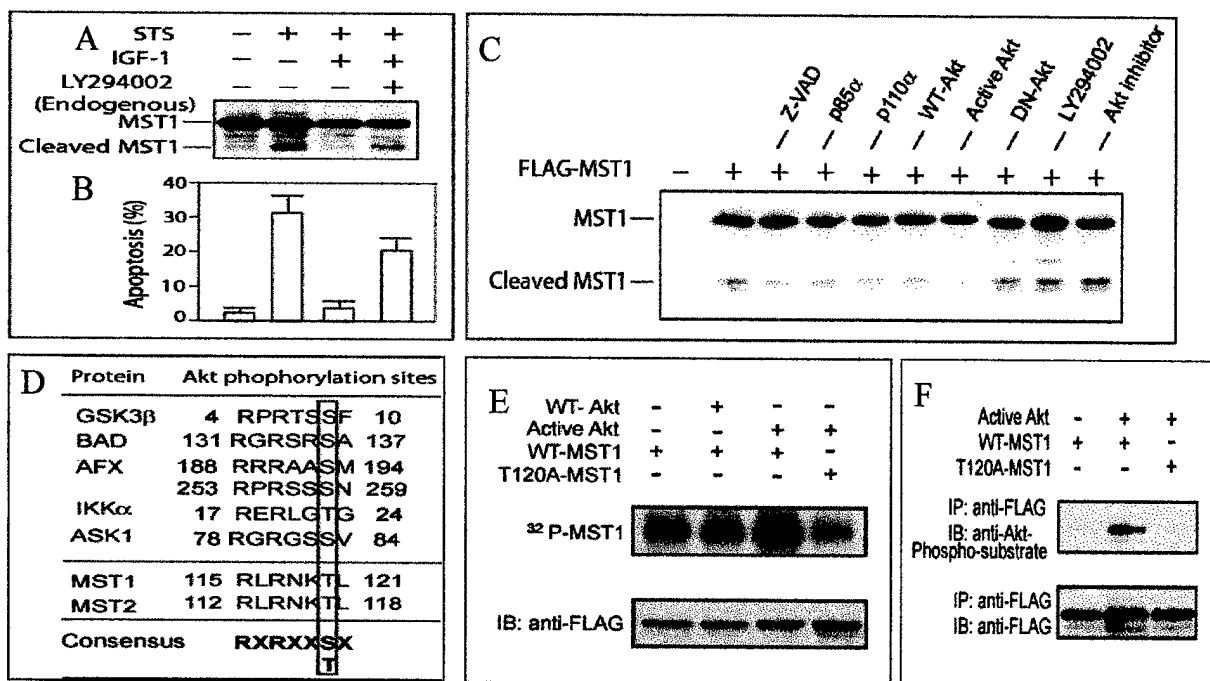 A
STS − + + +
IGF-1 − − + +
LY294002 − − − +
(Endogenous)
MST1
Cleaved MST1
B
Apoptosis (%)
40
30
20
10
0
C
Z-VAD
p85α
p110α
WT-Akt
Active Akt
DN-Akt
LY294002
Akt inhibitor
FLAG-MST1 − + + + + + + + + +
MST1
Cleaved MST1
D
Protein Akt phophorylation sites
GSK3β 4 RPRTSSF 10
BAD 131 RGRSRSA 137
AFX 188 RRRAASM 194
253 RPRSSSN 259
IKKα 17 RERLGTG 24
ASK1 78 RGRGSSV 84
MST1 115 RLRNKTL 121
MST2 112 RLRNKTL 118
Consensus RXRXXSX
T
E
WT- Akt - + - -
Active Akt - - + +
WT-MST1 + + + -
T120A-MST1 - - - +
³² P-MST1
IB: anti-FLAG
F
Active Akt - + +
WT-MST1 + + -
T120A-MST1 - - +
IP: anti-FLAG
IB: anti-Akt-
Phospho-substrate
IP: anti-FLAG
IB: anti-FLAG